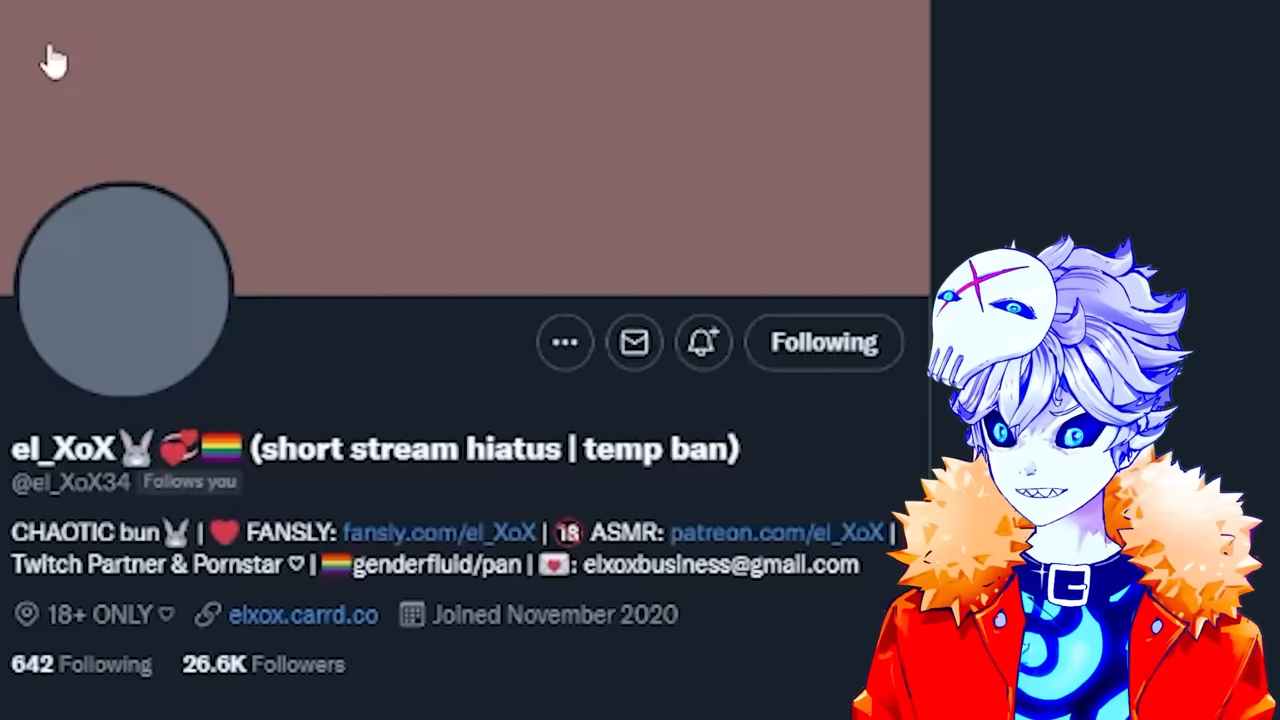 Following
el_XoX🐰💞🏳️‍🌈 (short stream hiatus | temp ban)
@el_XoX34 Follows you
CHAOTIC bun🐰 | ❤️ FANSLY: fansly.com/el_XoX | 🔞 ASMR: patreon.com/el_XoX |
Twitch Partner & Pornstar ♡ | 🏳️‍🌈genderfluid/pan | 💌: elxoxbusiness@gmail.com
18+ ONLY ♡ elxox.carrd.co Joined November 2020
642 Following 26.6K Followers